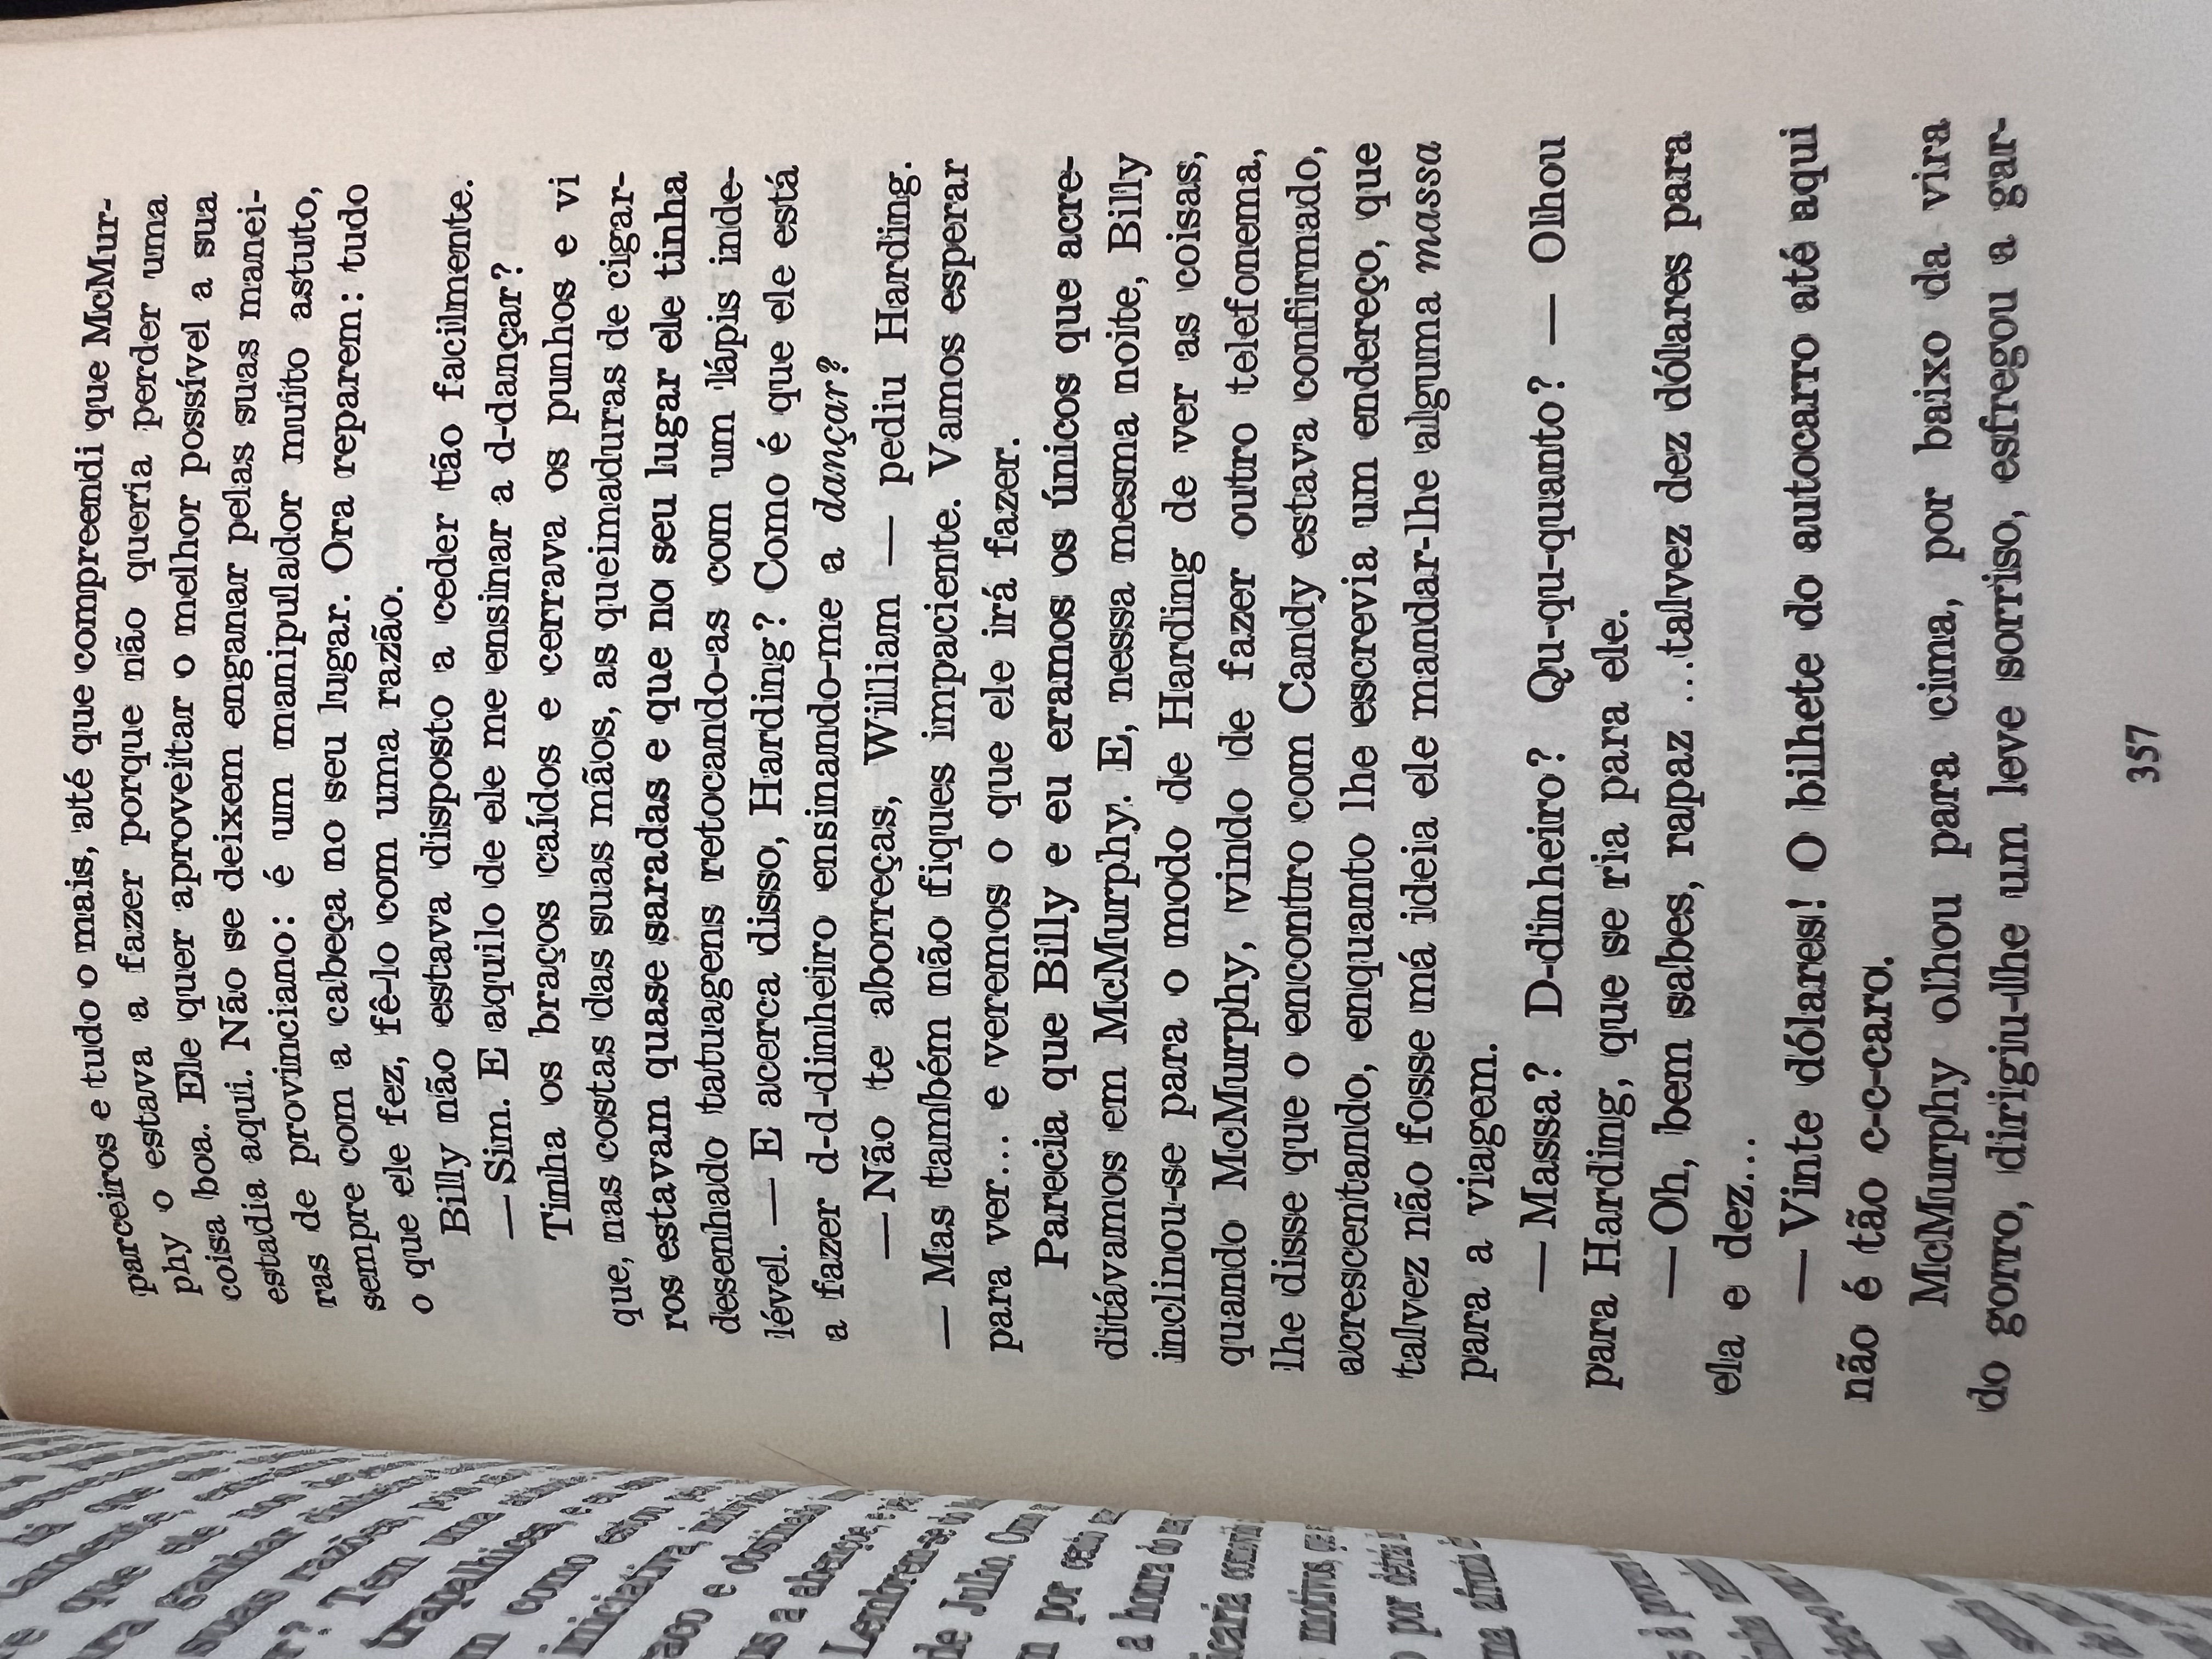 parceiros e tudo o mais, até que compreendi que McMur-
phy o estava a fazer porque não queria perder uma
coisa boa. Ele quer aproveitar o melhor possível a sua
estadia aqui. Não se deixem enganar pelas suas manei-
ras de provinciano: é um manipulador muito astuto,
sempre com a cabeça no seu lugar. Ora reparem: tudo
o que ele fez, fê-lo com uma razão.
Billy não estava disposto a ceder tão facilmente.
— Sim. E aquilo de ele me ensinar a d-dançar?
Tinha os braços caídos e cerrava os punhos e vi
que, nas costas das suas mãos, as queimaduras de cigar-
ros estavam quase saradas e que no seu lugar ele tinha
desenhado tatuagens retocando-as com um lápis inde-
lével. — E acerca disso, Harding? Como é que ele está
a fazer d-d-dinheiro ensinando-me a dançar?
— Não te aborreças, William — pediu Harding.
— Mas também não fiques impaciente. Vamos esperar
para ver... e veremos o que ele irá fazer.
Parecia que Billy e eu eramos os únicos que acre-
ditávamos em McMurphy. E, nessa mesma noite, Billy
inclinou-se para o modo de Harding de ver as coisas,
quando McMurphy, vindo de fazer outro telefonema,
lhe disse que o encontro com Candy estava confirmado,
acrescentando, enquanto lhe escrevia um endereço, que
talvez não fosse má ideia ele mandar-lhe alguma massa
para a viagem.
— Massa? D-dinheiro? Qu-qu-quanto? — Olhou
para Harding, que se ria para ele.
— Oh, bem sabes, rapaz ...talvez dez dólares para
ela e dez...
— Vinte dólares! O bilhete do autocarro até aqui
não é tão c-c-caro.
McMurphy olhou para cima, por baixo da vira
do gorro, dirigiu-lhe um leve sorriso, esfregou a gar-
357